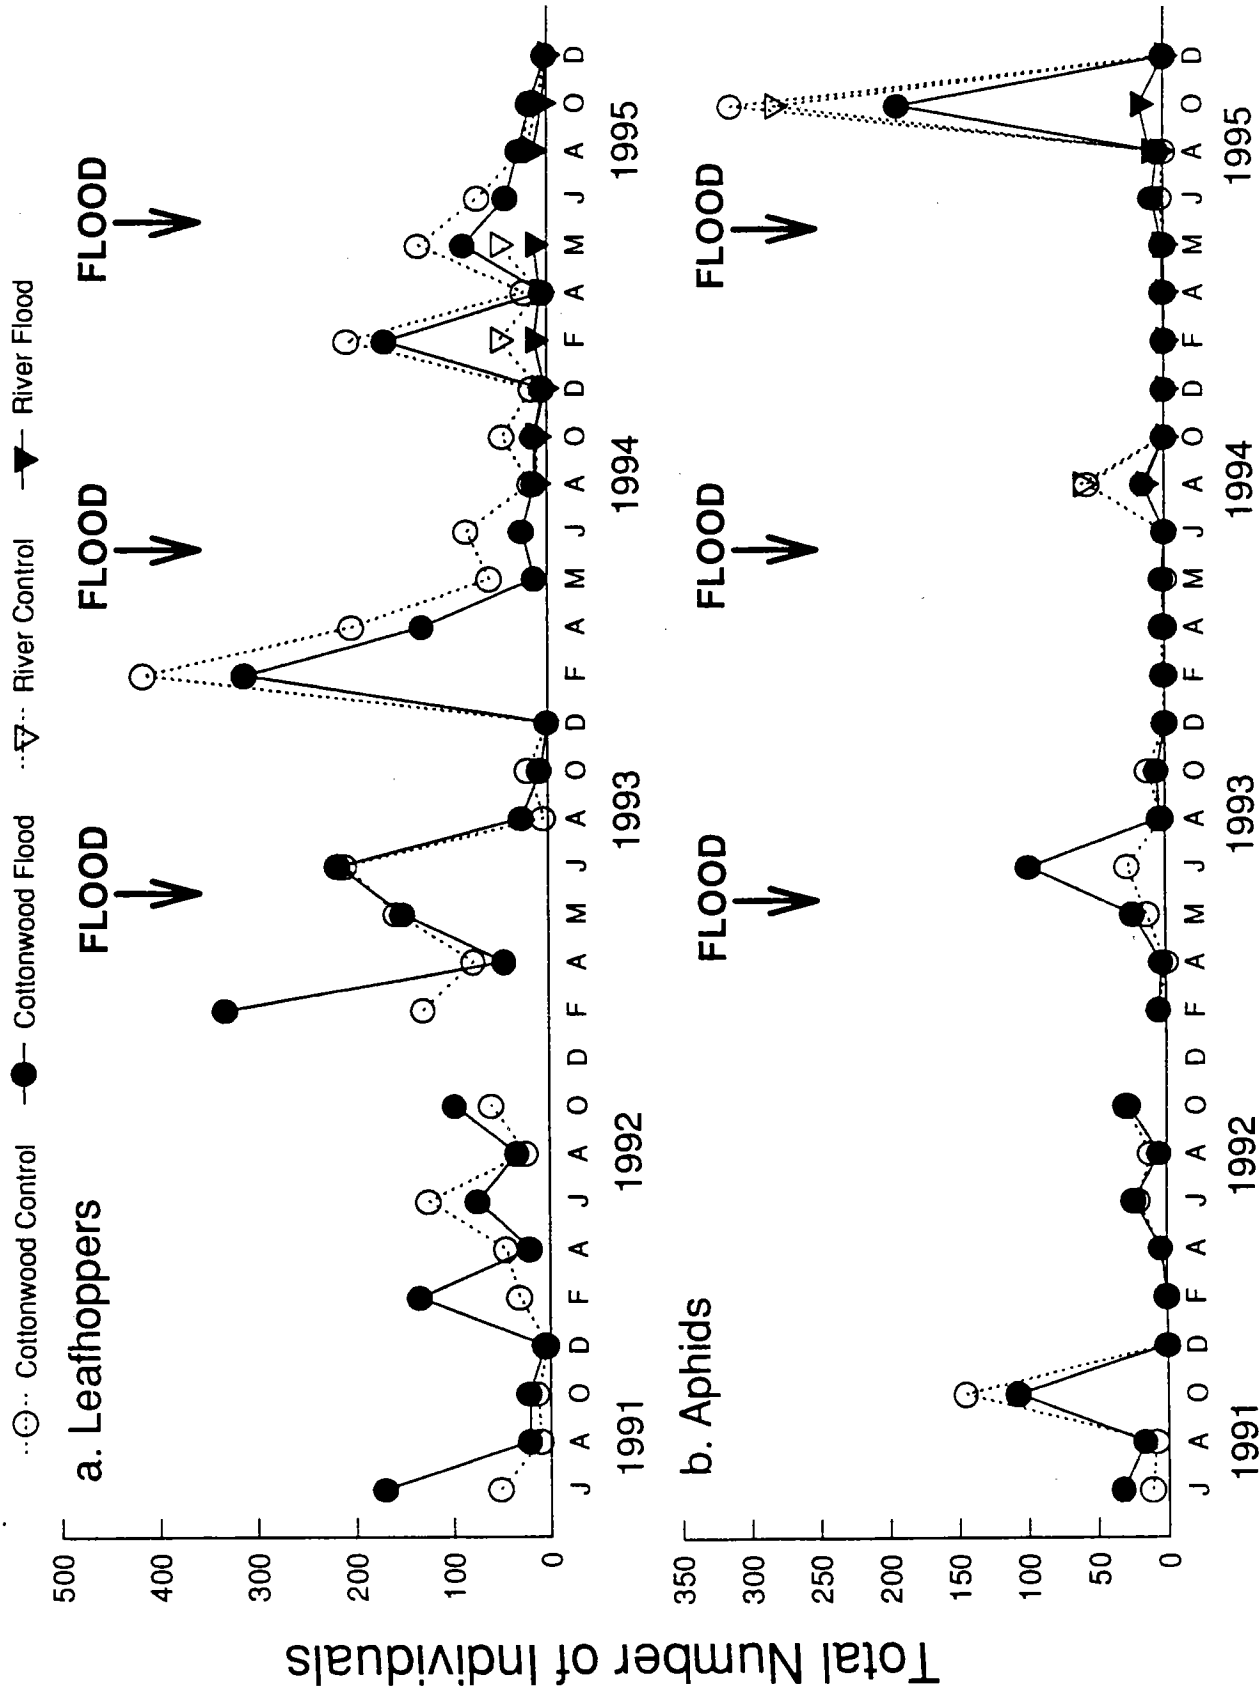 Cottonwood Control Cottonwood Flood River Control River Flood
a. Leafhoppers
FLOOD FLOOD FLOOD
500
400
300
200
100
0
J A O D F A J A O D F A M J A O D F A M J A O D F A M J A O D
1991 1992 1993 1994 1995
Total Number of Individuals
b. Aphids
FLOOD FLOOD FLOOD
350
300
250
200
150
100
50
0
J A O D F A J A O D F A M J A O D F A M J A O D F A M J A O D
1991 1992 1993 1994 1995